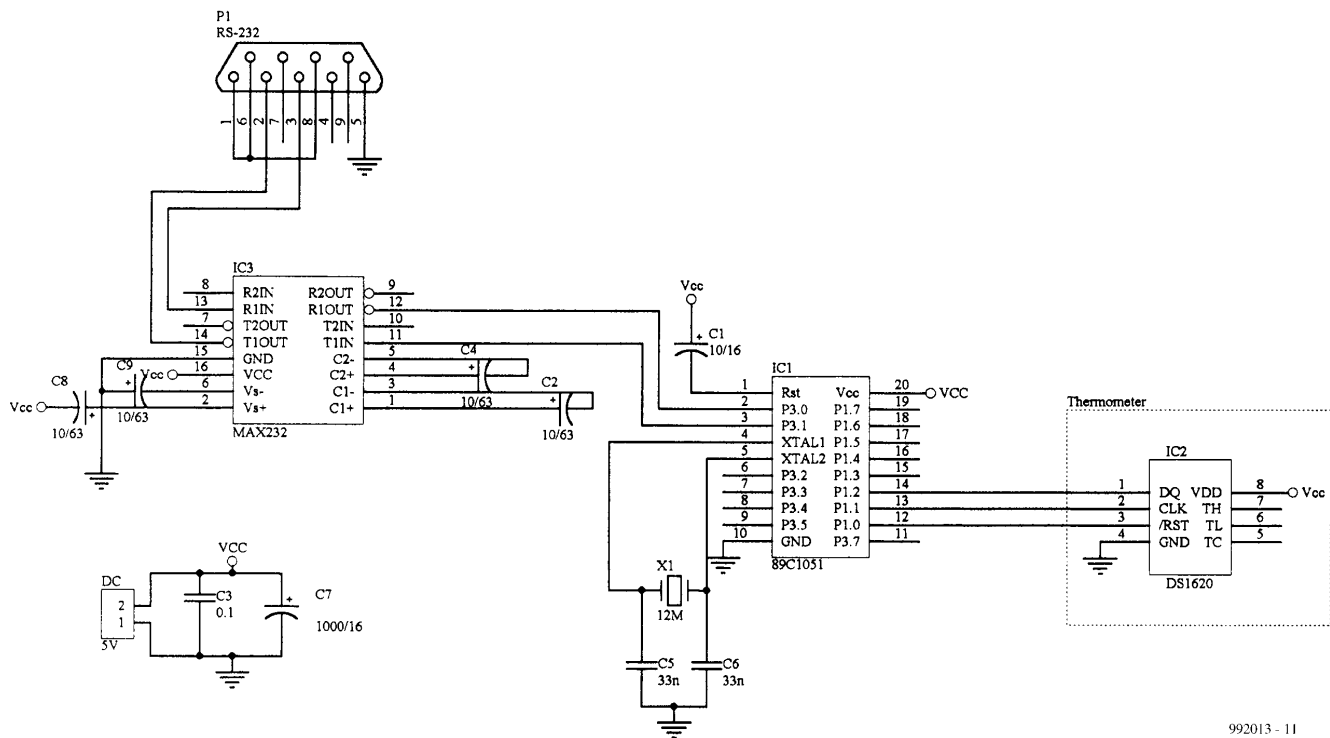 P1
RS-232
1 6 2 7 3 8 4 9 5
IC3
8 R2IN R2OUT 9
13 R1IN R1OUT 12
7 T2OUT T2IN 10
14 T1OUT T1IN 11
15 GND C2- 5
16 VCC C2+ 4
6 Vs- C1- 3
2 Vs+ C1+ 1
MAX232
Vcc
C9
+
10/63
C8
Vcc
+
10/63
C4
+
10/63
C2
+
10/63
Vcc
+
C1
10/16
IC1
1 Rst Vcc 20 VCC
2 P3.0 P1.7 19
3 P3.1 P1.6 18
4 XTAL1 P1.5 17
5 XTAL2 P1.4 16
6 P3.2 P1.3 15
7 P3.3 P1.2 14
8 P3.4 P1.1 13
9 P3.5 P1.0 12
10 GND P3.7 11
89C1051
Thermometer
IC2
1 DQ VDD 8 Vcc
2 CLK TH 7
3 /RST TL 6
4 GND TC 5
DS1620
X1
12M
C5
33n
C6
33n
VCC
DC
2
1
5V
C3
0.1
+
C7
1000/16
992013 - 11